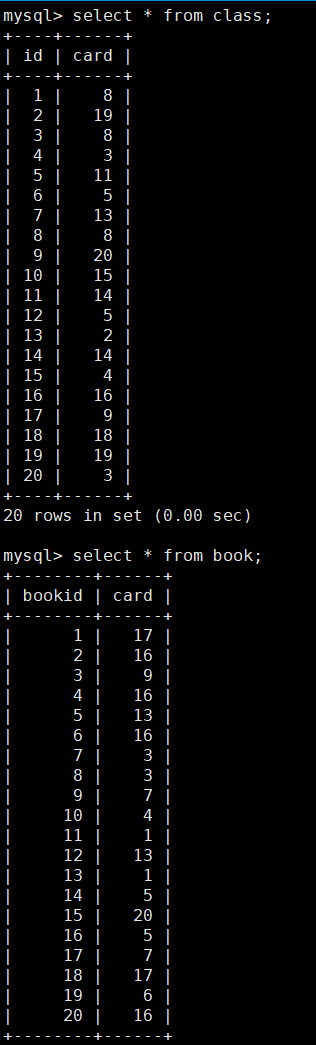 mysql> select * from class;
+----+------+
| id | card |
+----+------+
|  1 |    8 |
|  2 |   19 |
|  3 |    8 |
|  4 |    3 |
|  5 |   11 |
|  6 |    5 |
|  7 |   13 |
|  8 |    8 |
|  9 |   20 |
| 10 |   15 |
| 11 |   14 |
| 12 |    5 |
| 13 |    2 |
| 14 |   14 |
| 15 |    4 |
| 16 |   16 |
| 17 |    9 |
| 18 |   18 |
| 19 |   19 |
| 20 |    3 |
+----+------+
20 rows in set (0.00 sec)

mysql> select * from book;
+--------+------+
| bookid | card |
+--------+------+
|      1 |   17 |
|      2 |   16 |
|      3 |    9 |
|      4 |   16 |
|      5 |   13 |
|      6 |   16 |
|      7 |    3 |
|      8 |    3 |
|      9 |    7 |
|     10 |    4 |
|     11 |    1 |
|     12 |   13 |
|     13 |    1 |
|     14 |    5 |
|     15 |   20 |
|     16 |    5 |
|     17 |    7 |
|     18 |   17 |
|     19 |    6 |
|     20 |   16 |
+--------+------+